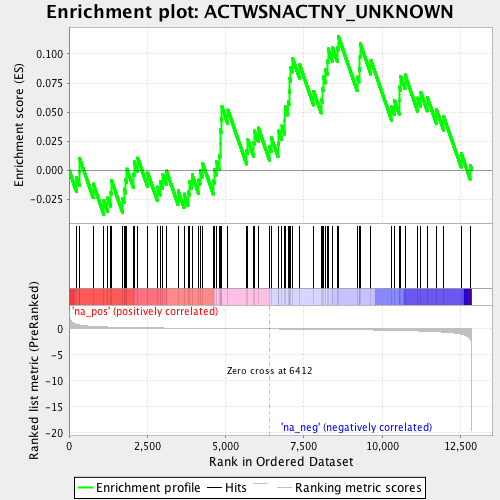 Enrichment plot: ACTWSNACTNY_UNKNOWN
Enrichment score (ES)
0.100
0.075
0.050
0.025
0.000
-0.025
'na_pos' (positively correlated)
Ranked list metric (PreRanked)
0
-5
-10
-15
-20
Zero cross at 6412
'na_neg' (negatively correlated)
0
2,500
5,000
7,500
10,000
12,500
Rank in Ordered Dataset
Enrichment profile
Hits
Ranking metric scores